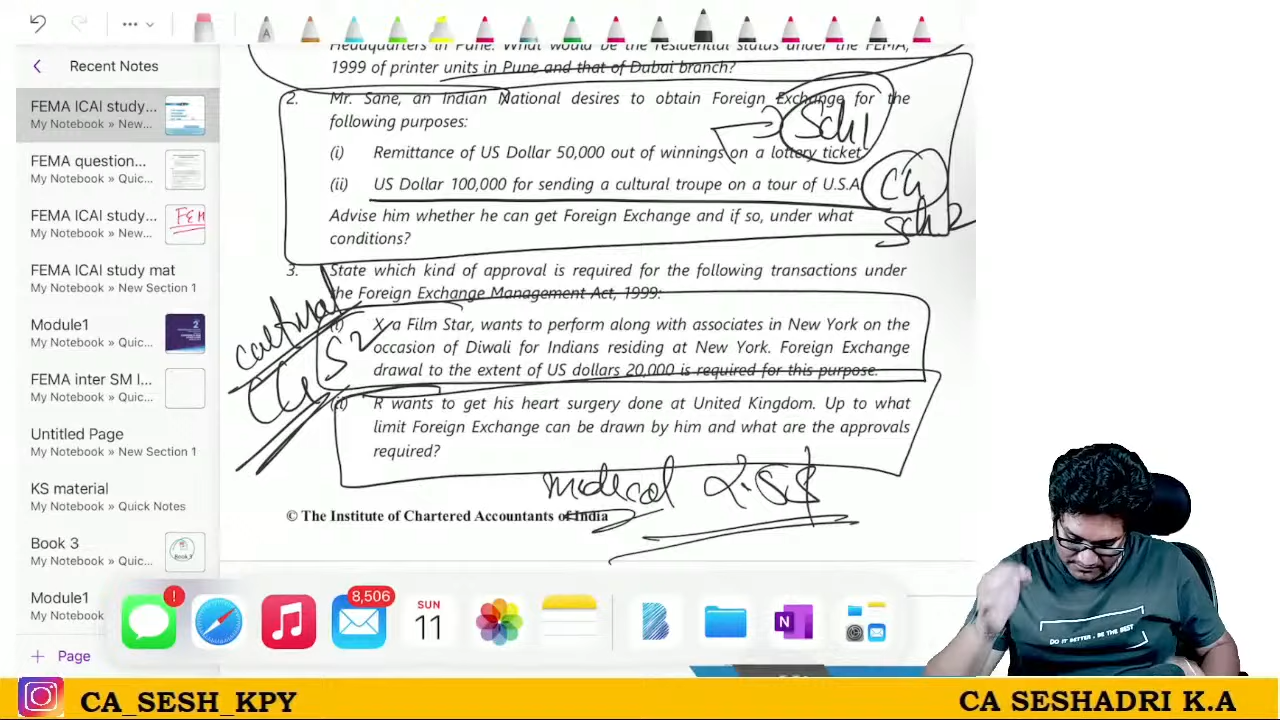 Recent Notes
FEMA ICAI study...
My Notebook » New...
FEMA question...
My Notebook » Quic...
FEMA ICAI study...
My Notebook » New...
FEM
FEMA ICAI study mat
My Notebook » New Section 1
Module1
My Notebook » Quic...
2
FEMA inter SM I...
My Notebook » Quic...
Untitled Page
My Notebook » New Section 1
KS material
My Notebook » Quick Notes
Book 3
My Notebook » Quic...
Book 3
Module1
My Notebook
+ Page
A
Headquarters in Pune. What would be the residential status under the FEMA,
1999 of printer units in Pune and that of Dubai branch?
2. Mr. Sane, an Indian National desires to obtain Foreign Exchange for the
following purposes:
Sch1
(i) Remittance of US Dollar 50,000 out of winnings on a lottery ticket
(ii) US Dollar 100,000 for sending a cultural troupe on a tour of U.S.A
CG
Sch 2
Advise him whether he can get Foreign Exchange and if so, under what
conditions?
3. State which kind of approval is required for the following transactions under
the Foreign Exchange Management Act, 1999:
cultural
CG S2
(i) X, a Film Star, wants to perform along with associates in New York on the
occasion of Diwali for Indians residing at New York. Foreign Exchange
drawal to the extent of US dollars 20,000 is required for this purpose.
(ii) R wants to get his heart surgery done at United Kingdom. Up to what
limit Foreign Exchange can be drawn by him and what are the approvals
required?
medical
© The Institute of Chartered Accountants of India
!
8,506
SUN
11
N
DO IT BETTER. BE THE BEST
CA_SESH_KPY
CA SESHADRI K.A